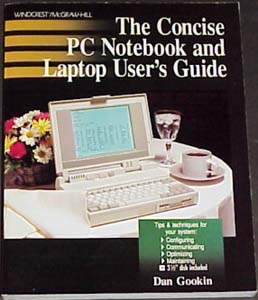 WINDCREST/McGRAW-HILL
The Concise
PC Notebook and
Laptop User's Guide
Tips & techniques for
your system:
Configuring
Communicating
Optimizing
Maintaining
3½" disk included
Dan Gookin